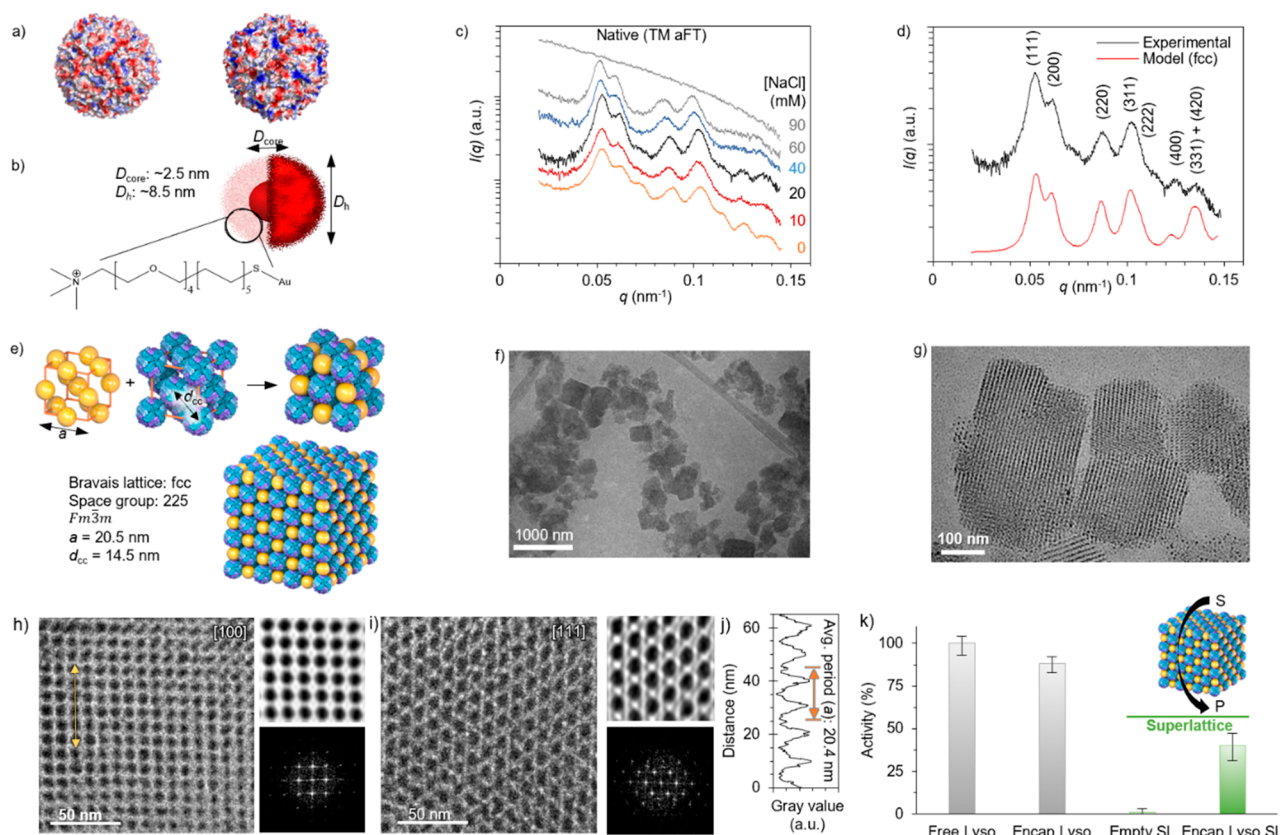 a)
b)
D_core
D_core: ~2.5 nm
D_h: ~8.5 nm
D_h
N
⊕
O
4
5
S
Au
c)
Native (TM aFT)
[NaCl]
(mM)
90
60
40
20
10
0
I(q) (a.u.)
0 0.05 0.1 0.15
q (nm⁻¹)
d)
Experimental
Model (fcc)
(111)
(200)
(220)
(311)
(222)
(400)
(331) + (420)
I(q) (a.u.)
0 0.05 0.1 0.15
q (nm⁻¹)
e)
+
d_cc
a
Bravais lattice: fcc
Space group: 225
Fm3̅m
a = 20.5 nm
d_cc = 14.5 nm
f)
1000 nm
g)
100 nm
h)
[100]
50 nm
i)
[111]
50 nm
j)
60
40
20
0
Distance (nm)
Avg. period (a): 20.4 nm
Gray value
(a.u.)
k)
S
P
Superlattice
100
75
50
25
0
Activity (%)
Free Lyso Encap Lyso Empty SL Encap Lyso SL